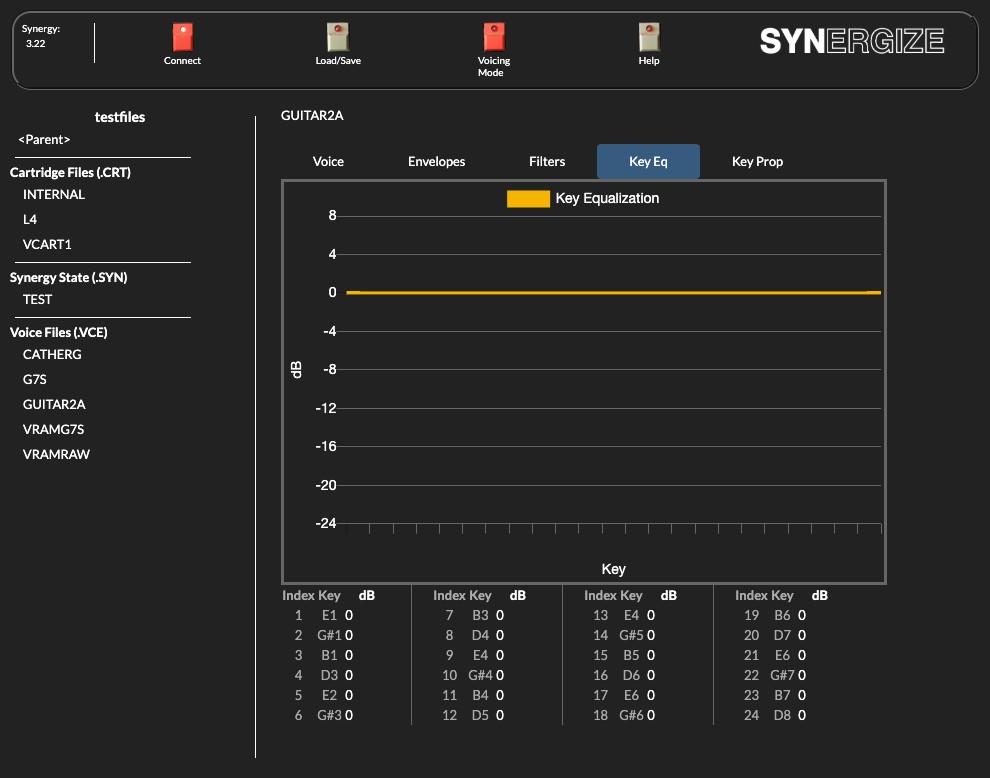 Synergy:
3.22
Connect
Load/Save
Voicing
Mode
Help
SYNERGIZE
testfiles
<Parent>
Cartridge Files (.CRT)
INTERNAL
L4
VCART1
Synergy State (.SYN)
TEST
Voice Files (.VCE)
CATHERG
G7S
GUITAR2A
VRAMG7S
VRAMRAW
GUITAR2A
Voice Envelopes Filters Key Eq Key Prop
Key Equalization
8
4
0
-4
-8
-12
-16
-20
-24
dB
Key
Index Key dB Index Key dB Index Key dB Index Key dB
1 E1 0 7 B3 0 13 E4 0 19 B6 0
2 G#1 0 8 D4 0 14 G#5 0 20 D7 0
3 B1 0 9 E4 0 15 B5 0 21 E6 0
4 D3 0 10 G#4 0 16 D6 0 22 G#7 0
5 E2 0 11 B4 0 17 E6 0 23 B7 0
6 G#3 0 12 D5 0 18 G#6 0 24 D8 0